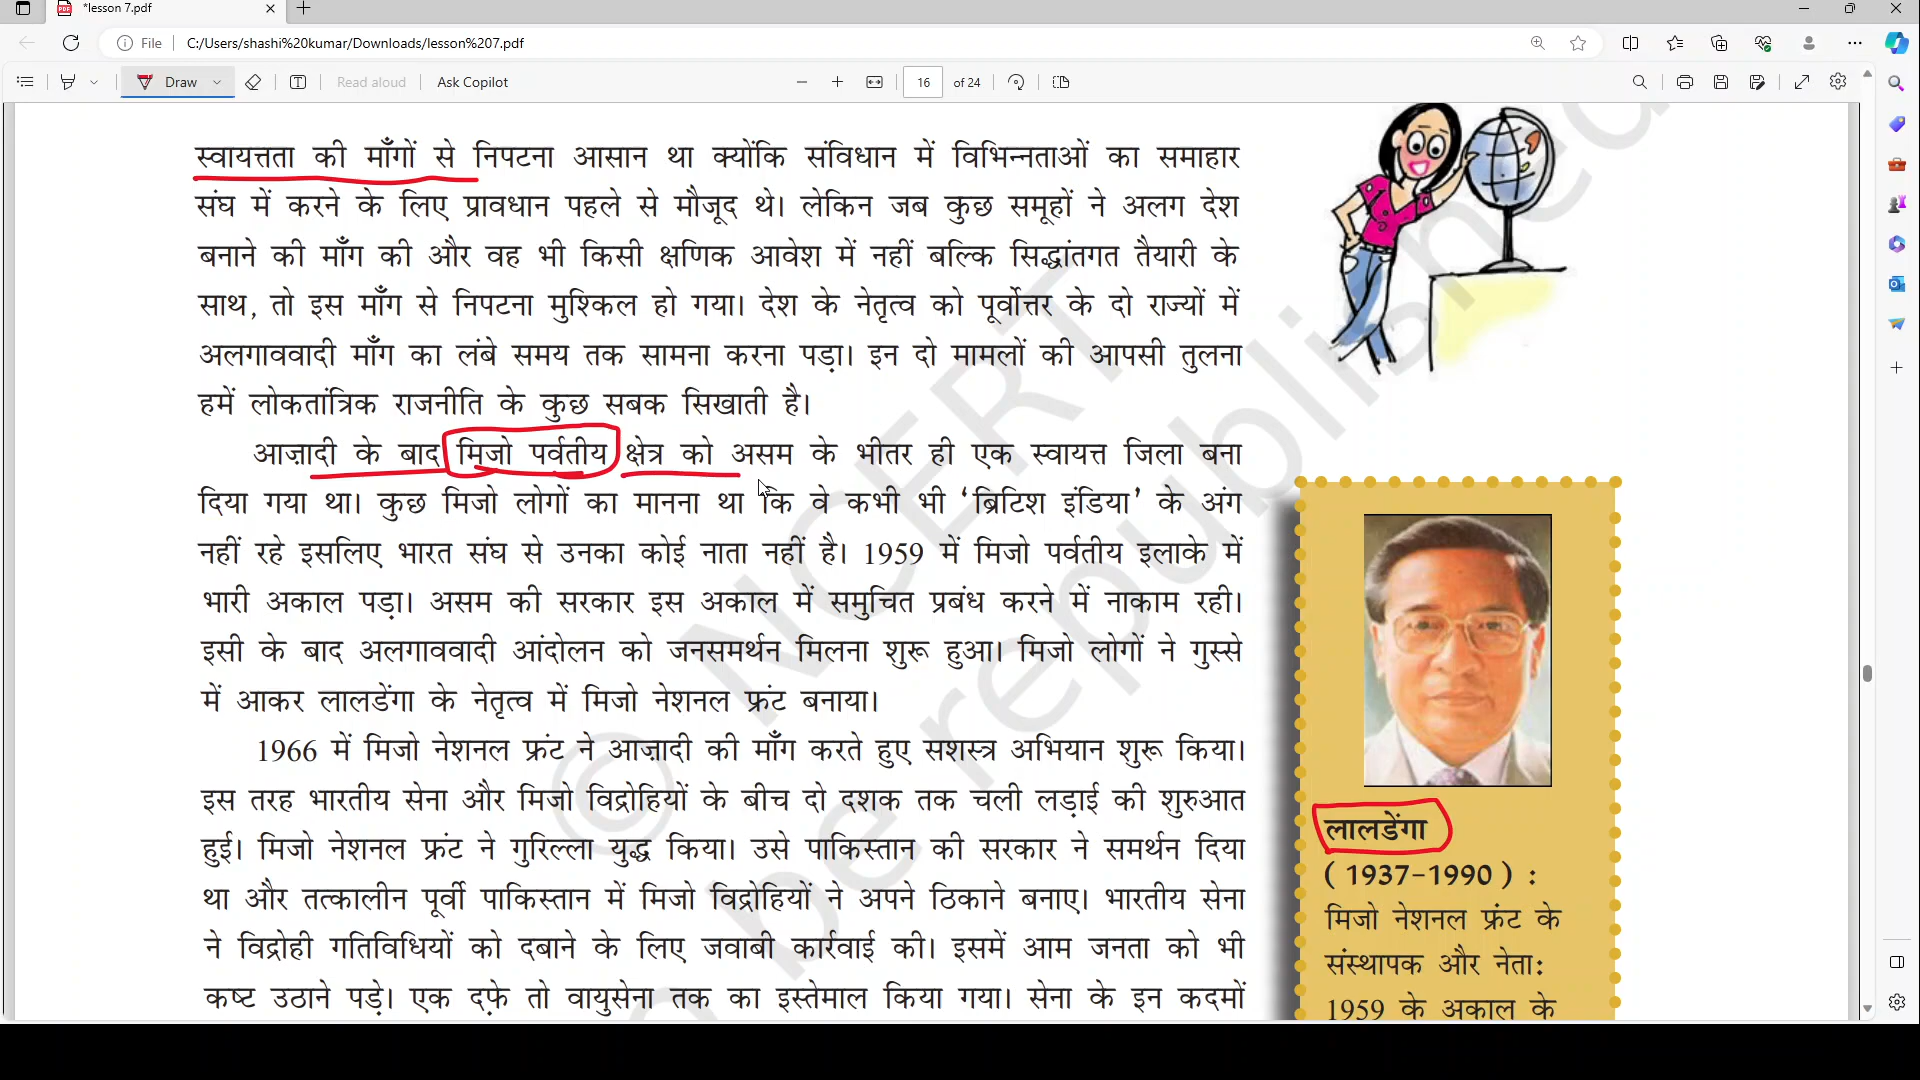 *lesson 7.pdf
File C:/Users/shashi%20kumar/Downloads/lesson%207.pdf
Draw Read aloud Ask Copilot 16 of 24
स्वायत्तता की माँगों से निपटना आसान था क्योंकि संविधान में विभिन्नताओं का समाहार
संघ में करने के लिए प्रावधान पहले से मौजूद थे। लेकिन जब कुछ समूहों ने अलग देश
बनाने की माँग की और वह भी किसी क्षणिक आवेश में नहीं बल्कि सिद्धांतगत तैयारी के
साथ, तो इस माँग से निपटना मुश्किल हो गया। देश के नेतृत्व को पूर्वोत्तर के दो राज्यों में
अलगाववादी माँग का लंबे समय तक सामना करना पड़ा। इन दो मामलों की आपसी तुलना
हमें लोकतांत्रिक राजनीति के कुछ सबक सिखाती है।
आज़ादी के बाद मिजो पर्वतीय क्षेत्र को असम के भीतर ही एक स्वायत्त जिला बना
दिया गया था। कुछ मिजो लोगों का मानना था कि वे कभी भी ‘ब्रिटिश इंडिया’ के अंग
नहीं रहे इसलिए भारत संघ से उनका कोई नाता नहीं है। 1959 में मिजो पर्वतीय इलाके में
भारी अकाल पड़ा। असम की सरकार इस अकाल में समुचित प्रबंध करने में नाकाम रही।
इसी के बाद अलगाववादी आंदोलन को जनसमर्थन मिलना शुरू हुआ। मिजो लोगों ने गुस्से
में आकर लालडेंगा के नेतृत्व में मिजो नेशनल फ्रंट बनाया।
1966 में मिजो नेशनल फ्रंट ने आज़ादी की माँग करते हुए सशस्त्र अभियान शुरू किया।
इस तरह भारतीय सेना और मिजो विद्रोहियों के बीच दो दशक तक चली लड़ाई की शुरुआत
हुई। मिजो नेशनल फ्रंट ने गुरिल्ला युद्ध किया। उसे पाकिस्तान की सरकार ने समर्थन दिया
था और तत्कालीन पूर्वी पाकिस्तान में मिजो विद्रोहियों ने अपने ठिकाने बनाए। भारतीय सेना
ने विद्रोही गतिविधियों को दबाने के लिए जवाबी कार्रवाई की। इसमें आम जनता को भी
कष्ट उठाने पड़े। एक दफ़े तो वायुसेना तक का इस्तेमाल किया गया। सेना के इन कदमों
लालडेंगा
( 1937-1990 ) :
मिजो नेशनल फ्रंट के
संस्थापक और नेता:
1959 के अकाल के
© NCERT
be republished